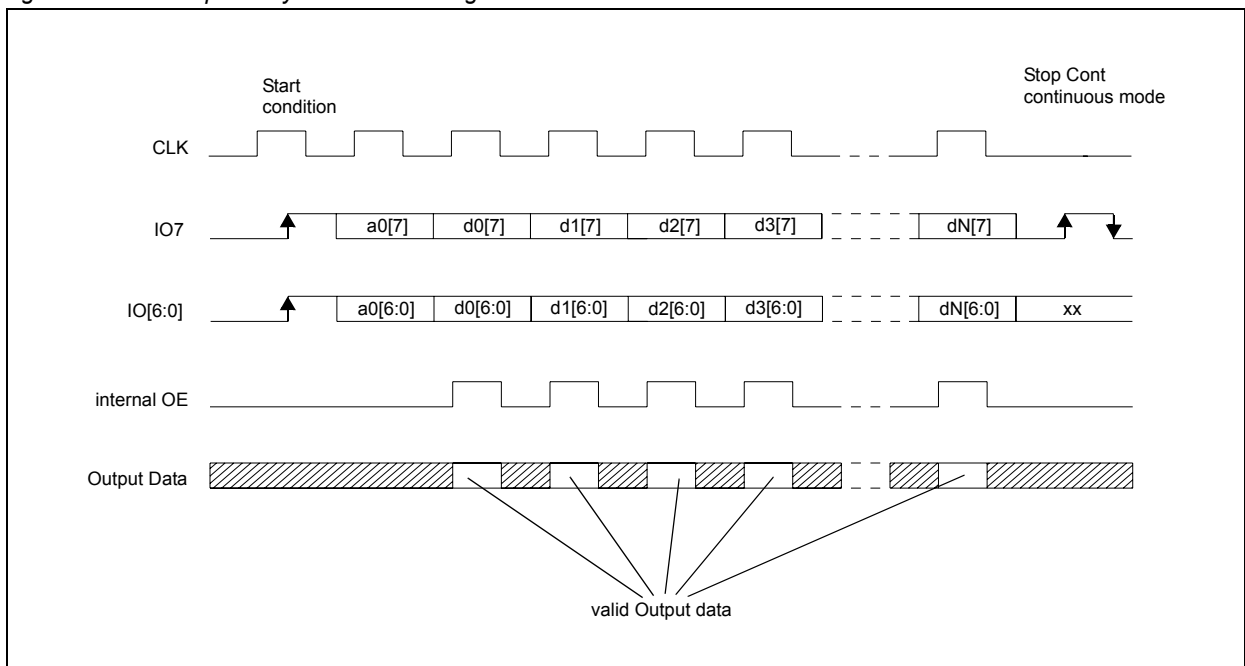 Start
condition
Stop Cont
continuous mode
CLK
IO7 a0[7] d0[7] d1[7] d2[7] d3[7] dN[7]
IO[6:0] a0[6:0] d0[6:0] d1[6:0] d2[6:0] d3[6:0] dN[6:0] xx
internal OE
Output Data
valid Output data